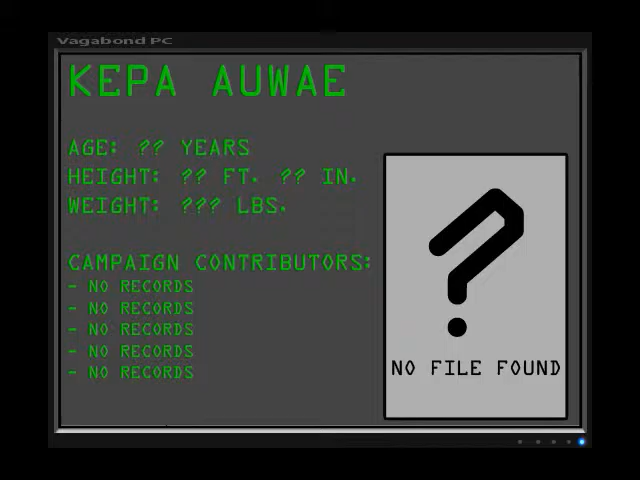 Vagabond PC
KEPA AUWAE
AGE: ?? YEARS
HEIGHT: ?? FT. ?? IN.
WEIGHT: ??? LBS.
CAMPAIGN CONTRIBUTORS:
- NO RECORDS
- NO RECORDS
- NO RECORDS
- NO RECORDS
- NO RECORDS
?
NO FILE FOUND